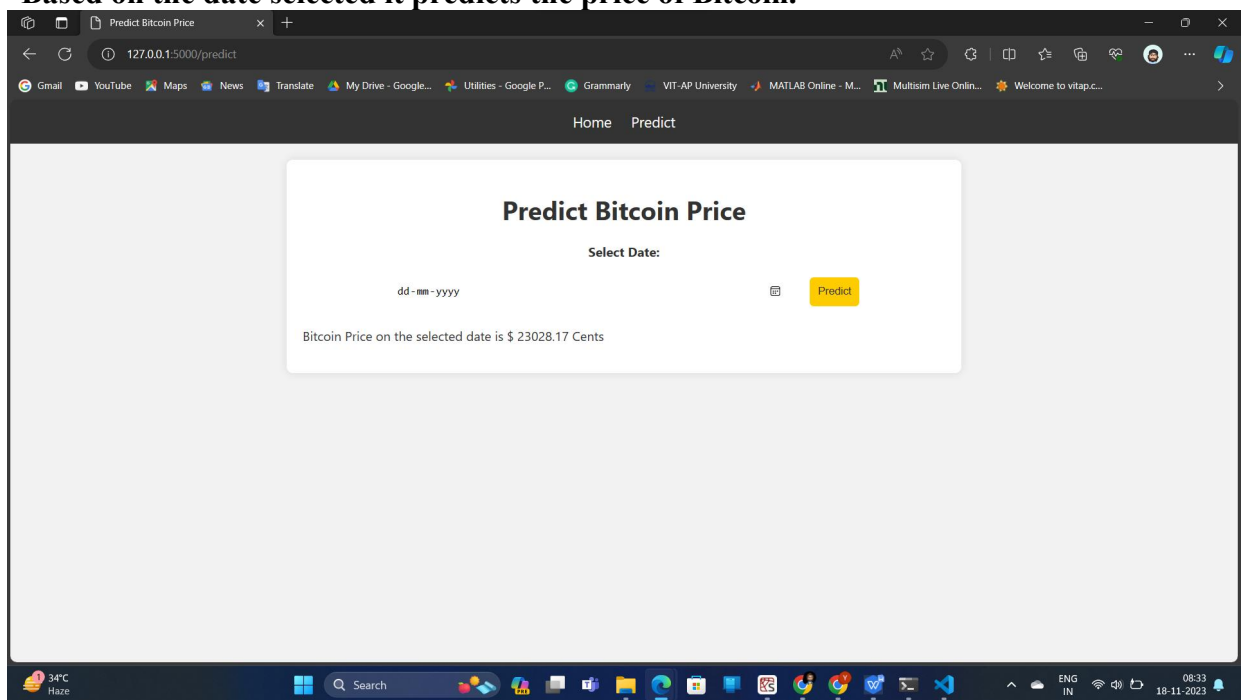 Based on the date selected it predicts the price of Bitcoin.
Predict Bitcoin Price
127.0.0.1:5000/predict
Gmail YouTube Maps News Translate My Drive - Google... Utilities - Google P... Grammarly VIT-AP University MATLAB Online - M... Multisim Live Onlin... Welcome to vitap.c...
Home Predict
Predict Bitcoin Price
Select Date:
dd-mm-yyyy Predict
Bitcoin Price on the selected date is $ 23028.17 Cents
34°C
Haze
Search
ENG
IN
08:33
18-11-2023